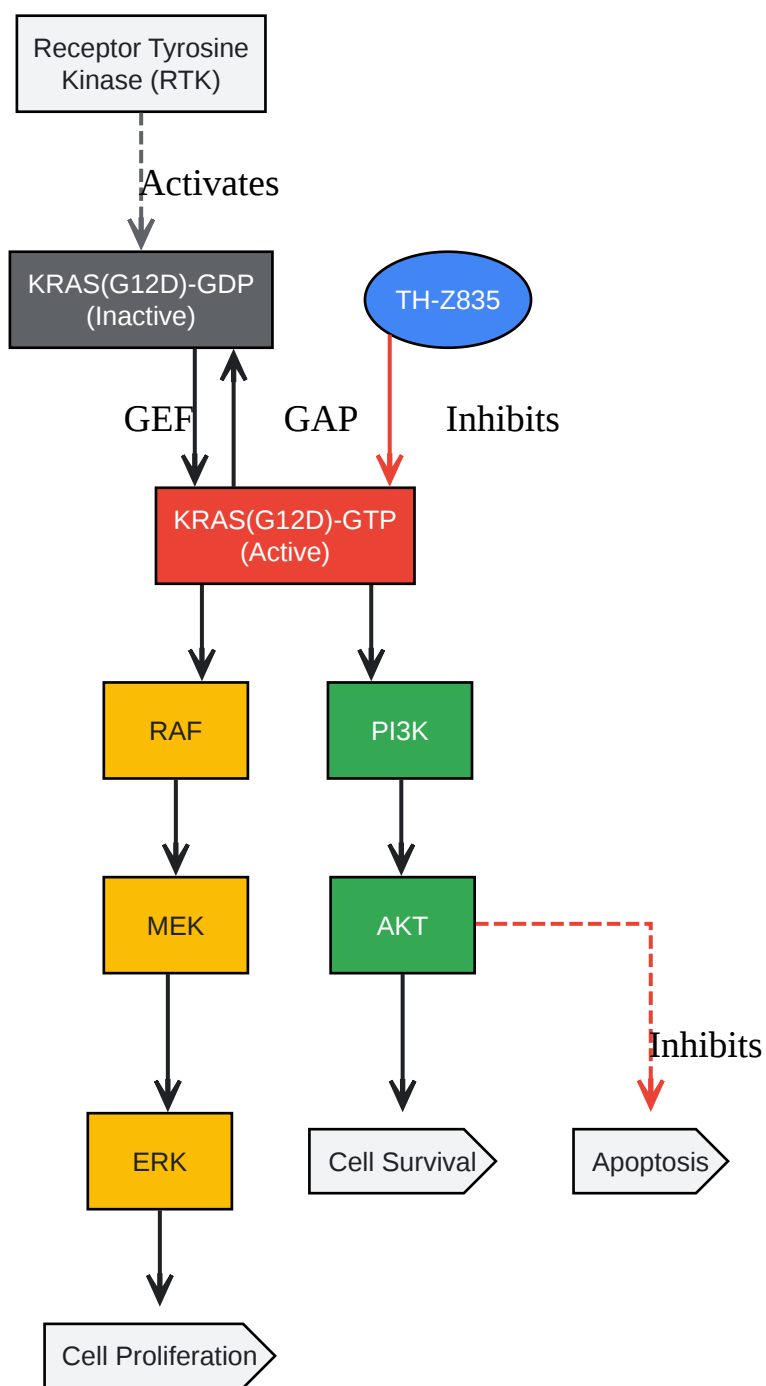 Receptor Tyrosine
Kinase (RTK)
Activates
KRAS(G12D)-GDP
(Inactive)
TH-Z835
GEF
GAP
Inhibits
KRAS(G12D)-GTP
(Active)
RAF
PI3K
MEK
AKT
Inhibits
ERK
Cell Survival
Apoptosis
Cell Proliferation